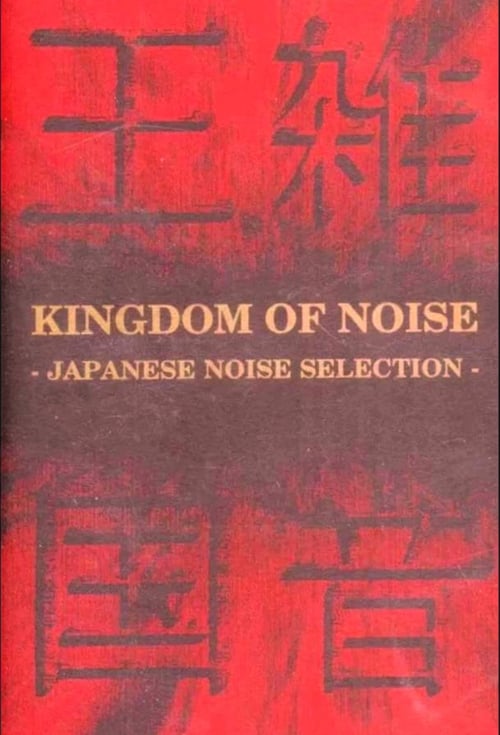 雑音
王国
KINGDOM OF NOISE
- JAPANESE NOISE SELECTION -